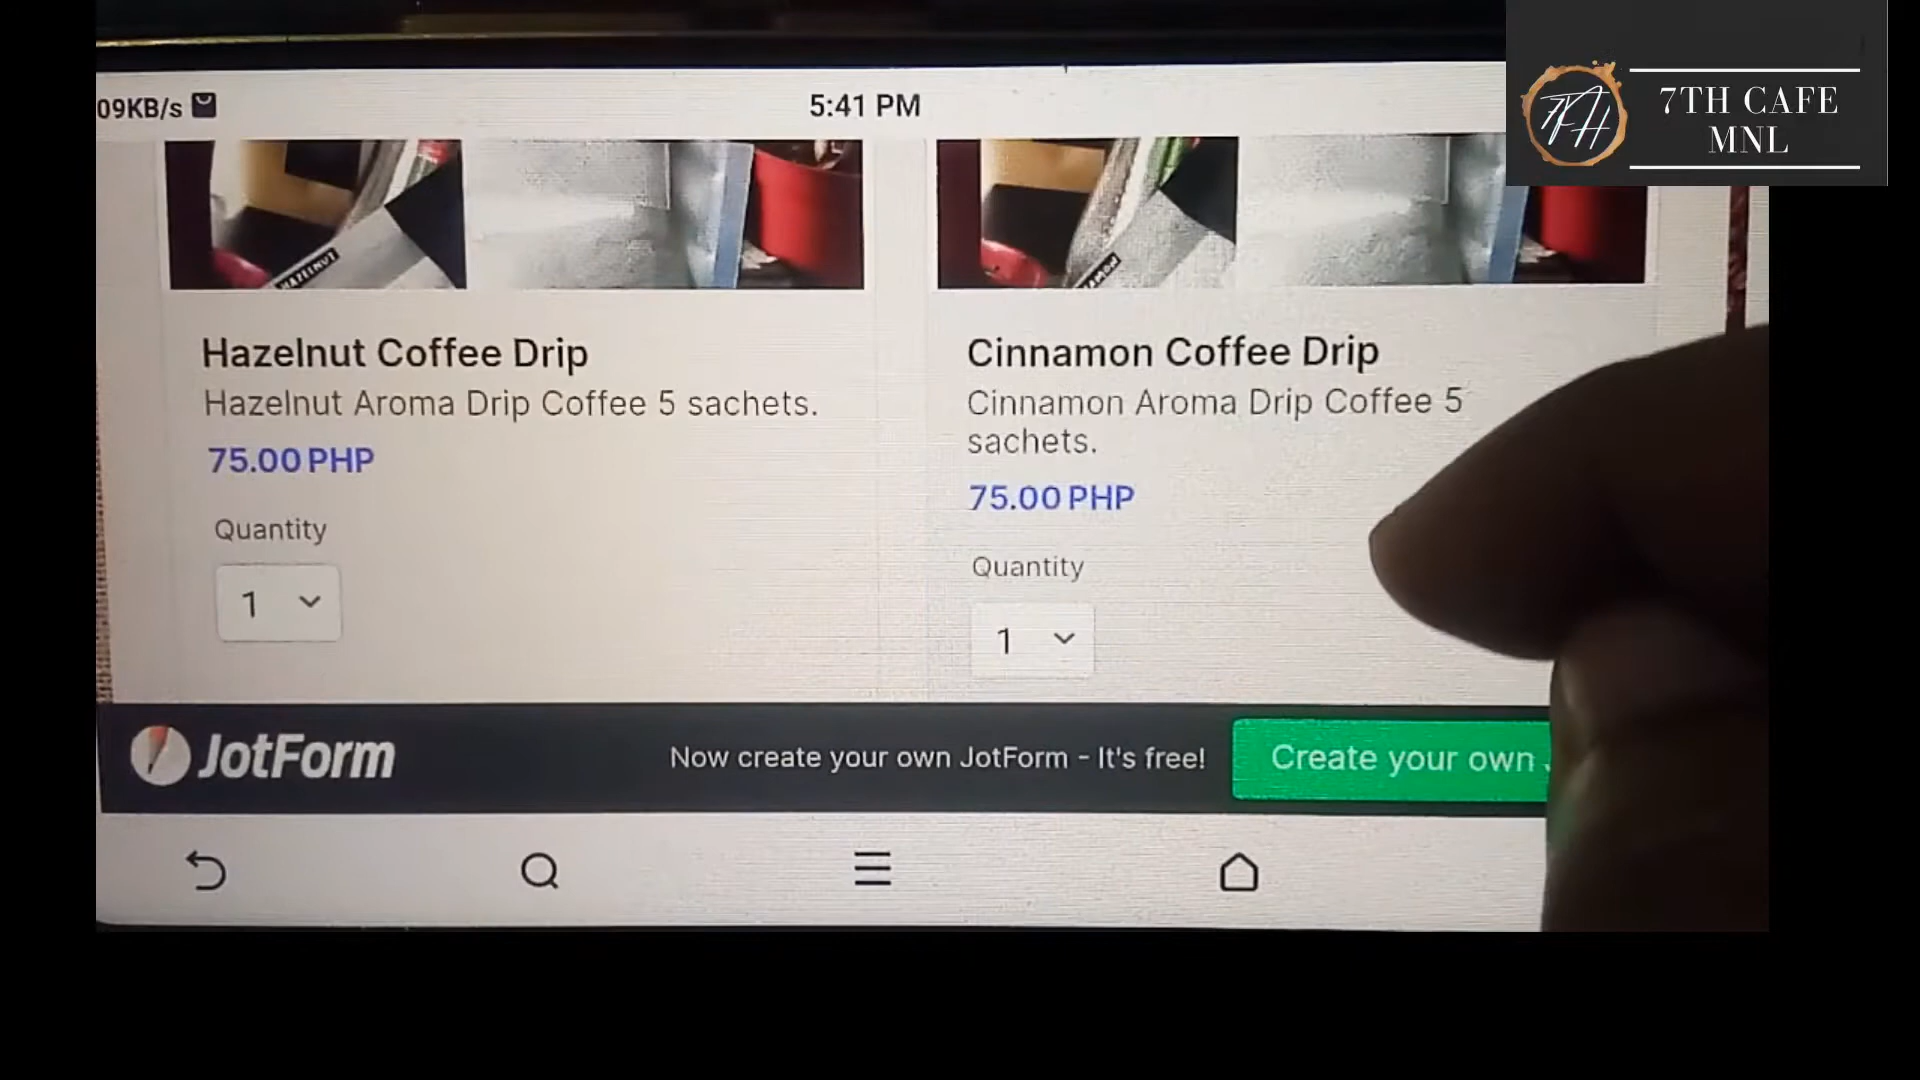 09KB/s
5:41 PM
7TH CAFE
MNL
HAZELNUT
Hazelnut Coffee Drip
Hazelnut Aroma Drip Coffee 5 sachets.
75.00 PHP
Quantity
1
Cinnamon Coffee Drip
Cinnamon Aroma Drip Coffee 5
sachets.
75.00 PHP
Quantity
1
JotForm
Now create your own JotForm - It's free!
Create your own